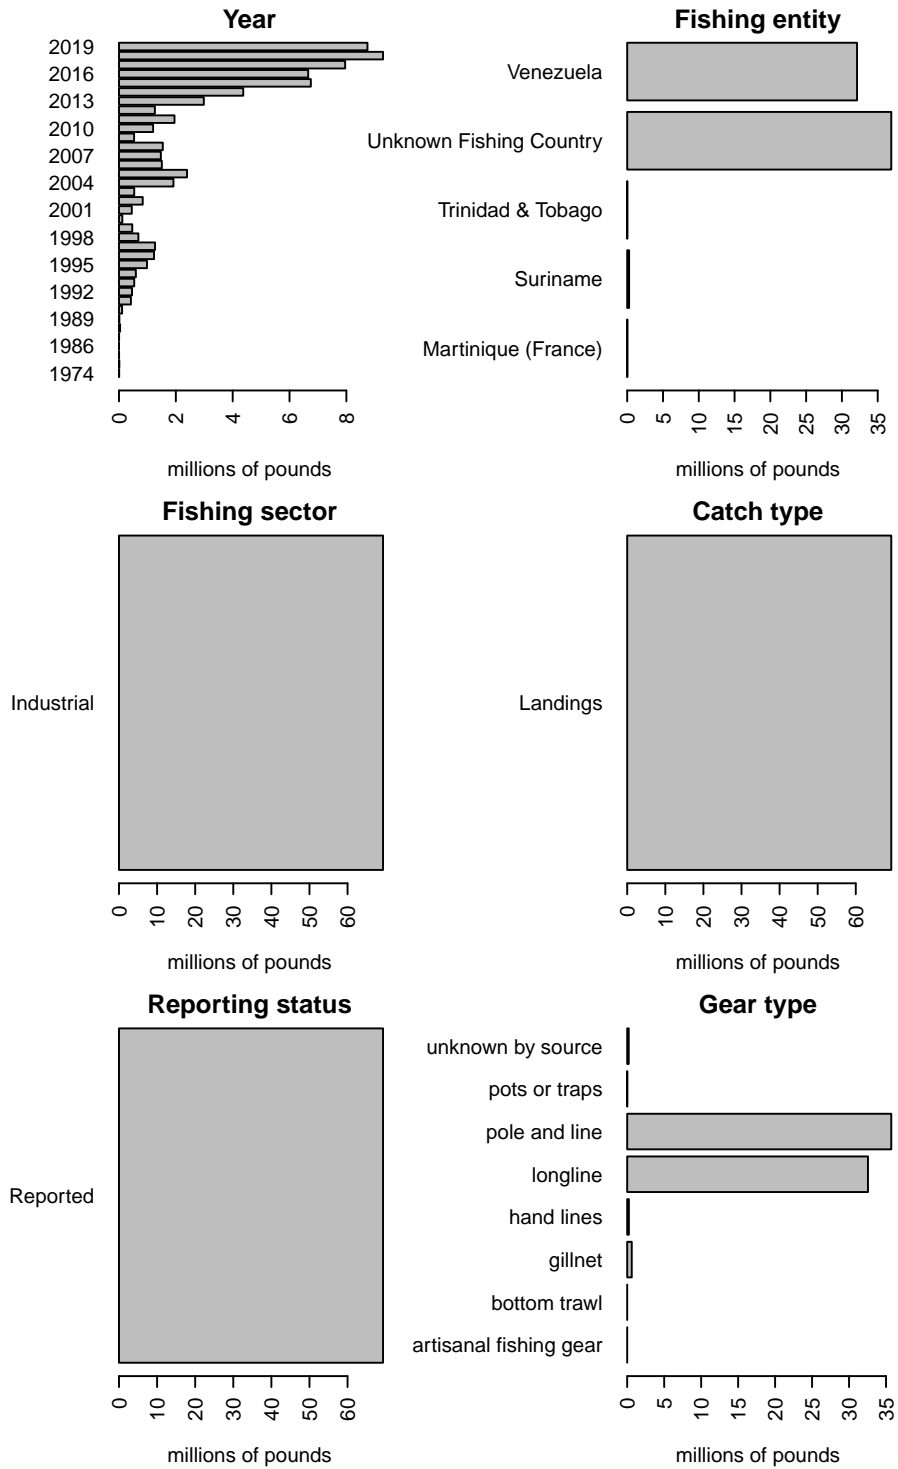 Year
2019
2016
2013
2010
2007
2004
2001
1998
1995
1992
1989
1986
1974
0 2 4 6 8
millions of pounds
Fishing entity
Venezuela
Unknown Fishing Country
Trinidad & Tobago
Suriname
Martinique (France)
0 5 10 15 20 25 30 35
millions of pounds
Fishing sector
Industrial
0 10 20 30 40 50 60
millions of pounds
Catch type
Landings
0 10 20 30 40 50 60
millions of pounds
Reporting status
Reported
0 10 20 30 40 50 60
millions of pounds
Gear type
unknown by source
pots or traps
pole and line
longline
hand lines
gillnet
bottom trawl
artisanal fishing gear
0 5 10 15 20 25 30 35
millions of pounds